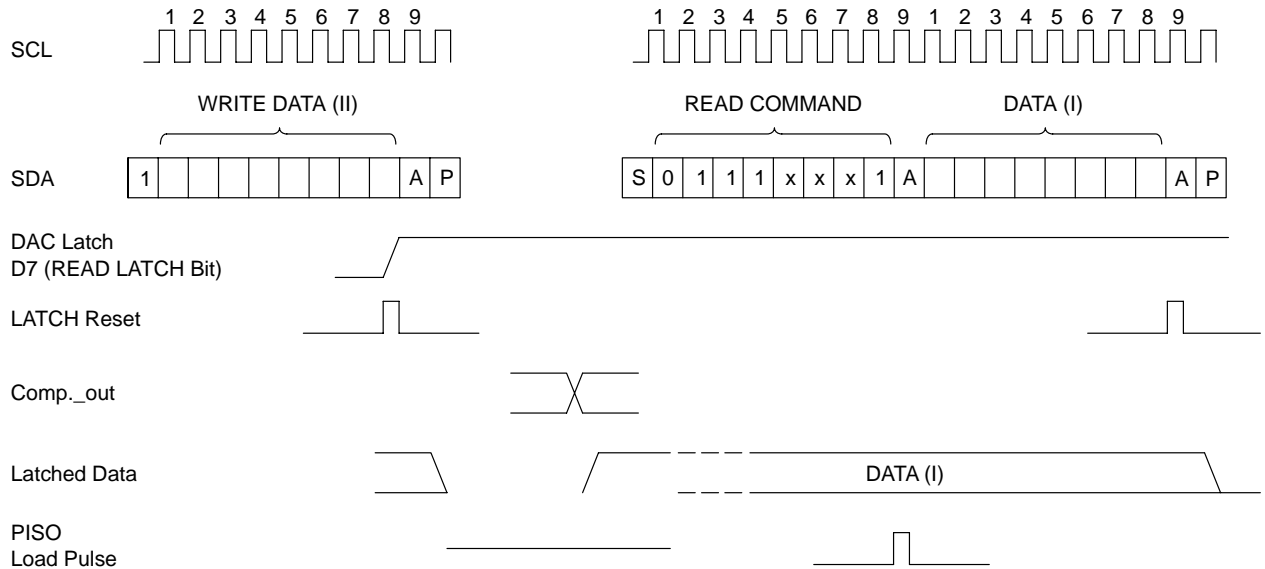 1 2 3 4 5 6 7 8 9 1 2 3 4 5 6 7 8 9 1 2 3 4 5 6 7 8 9
SCL
WRITE DATA (II) READ COMMAND DATA (I)
SDA 1 A P S 0 1 1 1 x x x 1 A A P
DAC Latch
D7 (READ LATCH Bit)
LATCH Reset
Comp._out
Latched Data DATA (I)
PISO
Load Pulse